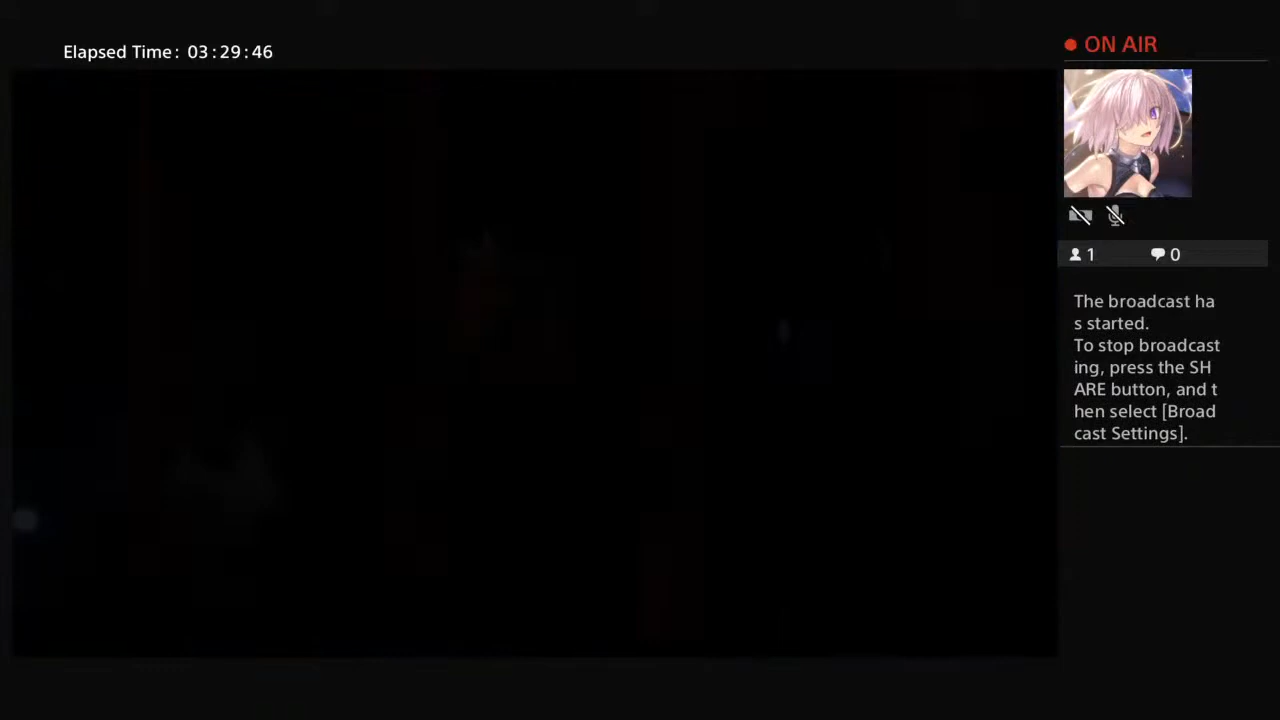 Elapsed Time: 03:29:46
ON AIR
1
0
The broadcast ha
s started.
To stop broadcast
ing, press the SH
ARE button, and t
hen select [Broad
cast Settings].